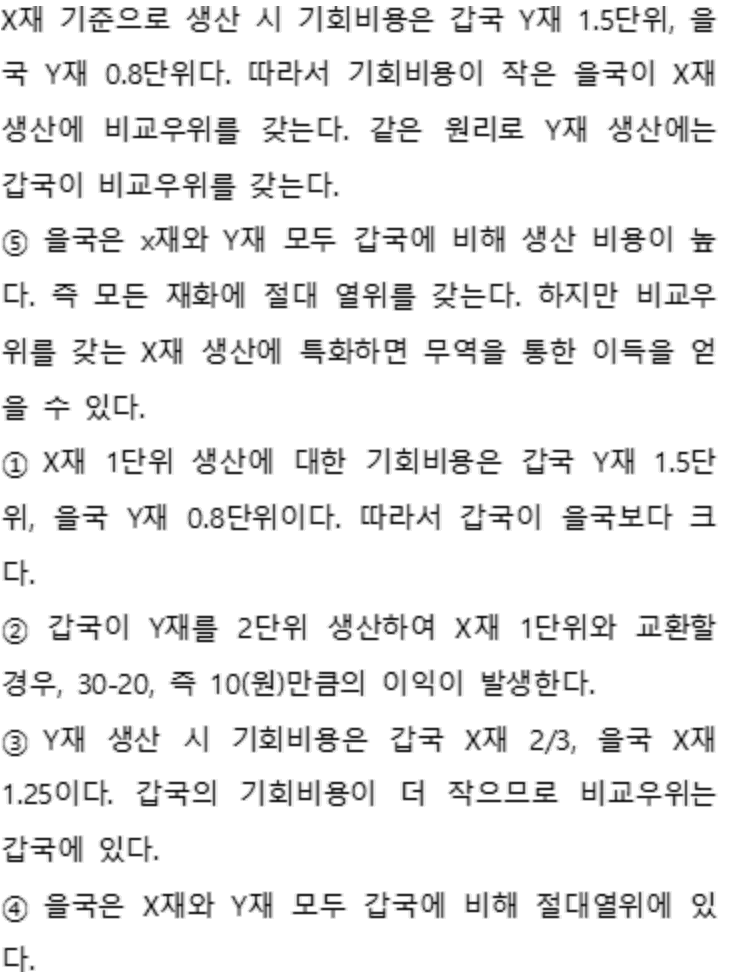 X재 기준으로 생산 시 기회비용은 갑국 Y재 1.5단위, 을
국 Y재 0.8단위다. 따라서 기회비용이 작은 을국이 X재
생산에 비교우위를 갖는다. 같은 원리로 Y재 생산에는
갑국이 비교우위를 갖는다.
⑤ 을국은 x재와 Y재 모두 갑국에 비해 생산 비용이 높
다. 즉 모든 재화에 절대 열위를 갖는다. 하지만 비교우
위를 갖는 X재 생산에 특화하면 무역을 통한 이득을 얻
을 수 있다.
① X재 1단위 생산에 대한 기회비용은 갑국 Y재 1.5단
위, 을국 Y재 0.8단위이다. 따라서 갑국이 을국보다 크
다.
② 갑국이 Y재를 2단위 생산하여 X재 1단위와 교환할
경우, 30-20, 즉 10(원)만큼의 이익이 발생한다.
③ Y재 생산 시 기회비용은 갑국 X재 2/3, 을국 X재
1.25이다. 갑국의 기회비용이 더 작으므로 비교우위는
갑국에 있다.
④ 을국은 X재와 Y재 모두 갑국에 비해 절대열위에 있
다.